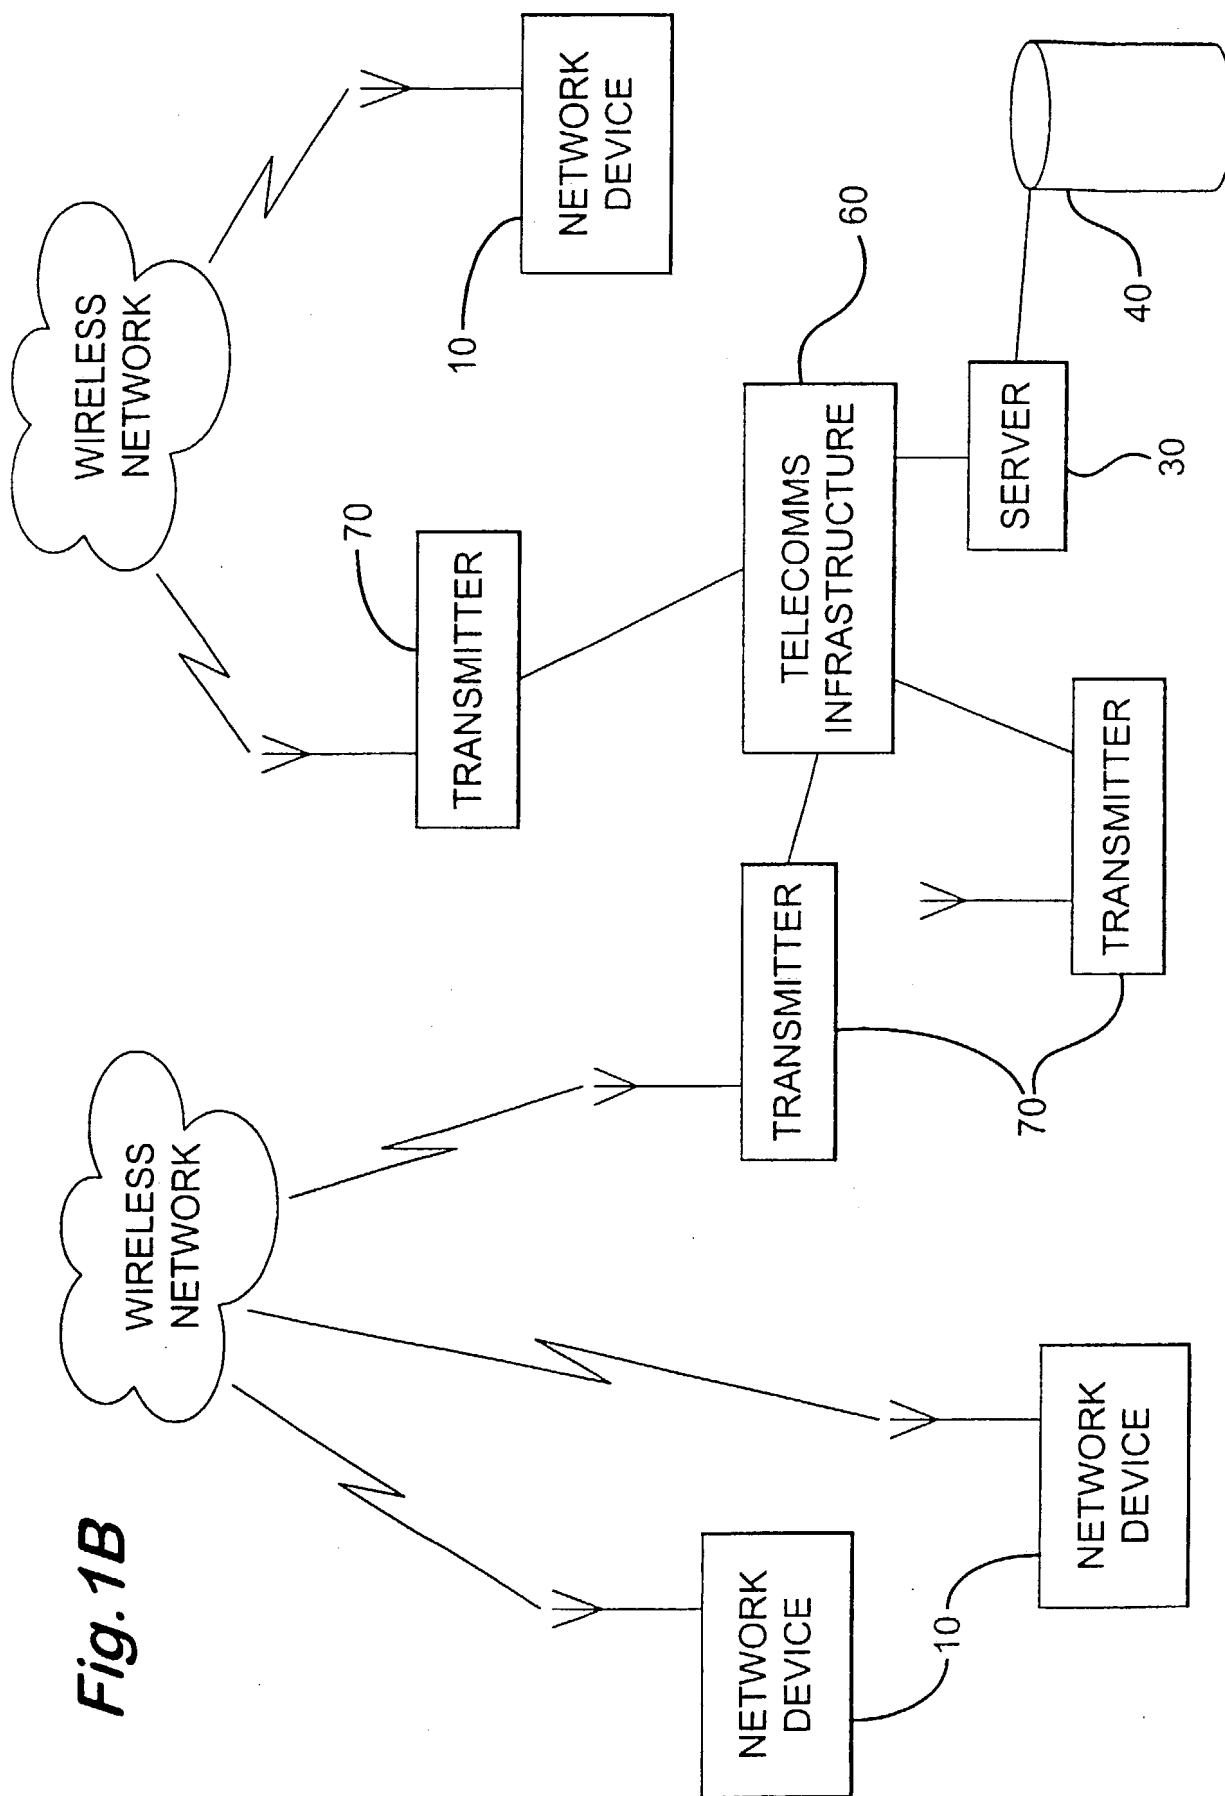 Fig. 1B
WIRELESS
NETWORK
WIRELESS
NETWORK
70
TRANSMITTER
10
NETWORK
DEVICE
NETWORK
DEVICE
10
NETWORK
DEVICE
TRANSMITTER
70
TRANSMITTER
TELECOMMS
INFRASTRUCTURE
60
SERVER
30
40